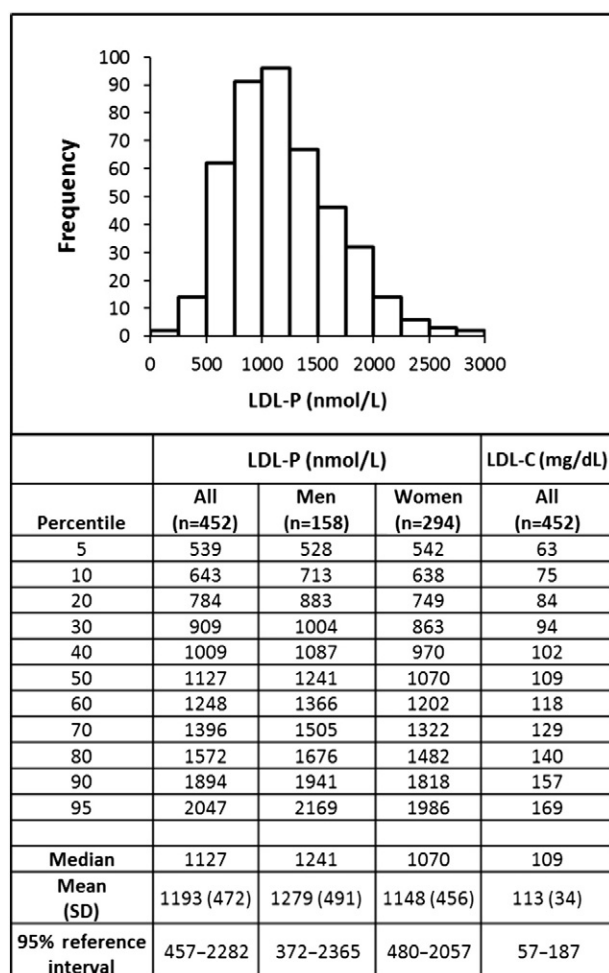 100
90
80
70
60
50
40
30
20
10
0
Frequency
0 500 1000 1500 2000 2500 3000
LDL-P (nmol/L)
LDL-P (nmol/L) LDL-C (mg/dL)
Percentile All (n=452) Men (n=158) Women (n=294) All (n=452)
5 539 528 542 63
10 643 713 638 75
20 784 883 749 84
30 909 1004 863 94
40 1009 1087 970 102
50 1127 1241 1070 109
60 1248 1366 1202 118
70 1396 1505 1322 129
80 1572 1676 1482 140
90 1894 1941 1818 157
95 2047 2169 1986 169
Median 1127 1241 1070 109
Mean (SD) 1193 (472) 1279 (491) 1148 (456) 113 (34)
95% reference interval 457–2282 372–2365 480–2057 57–187